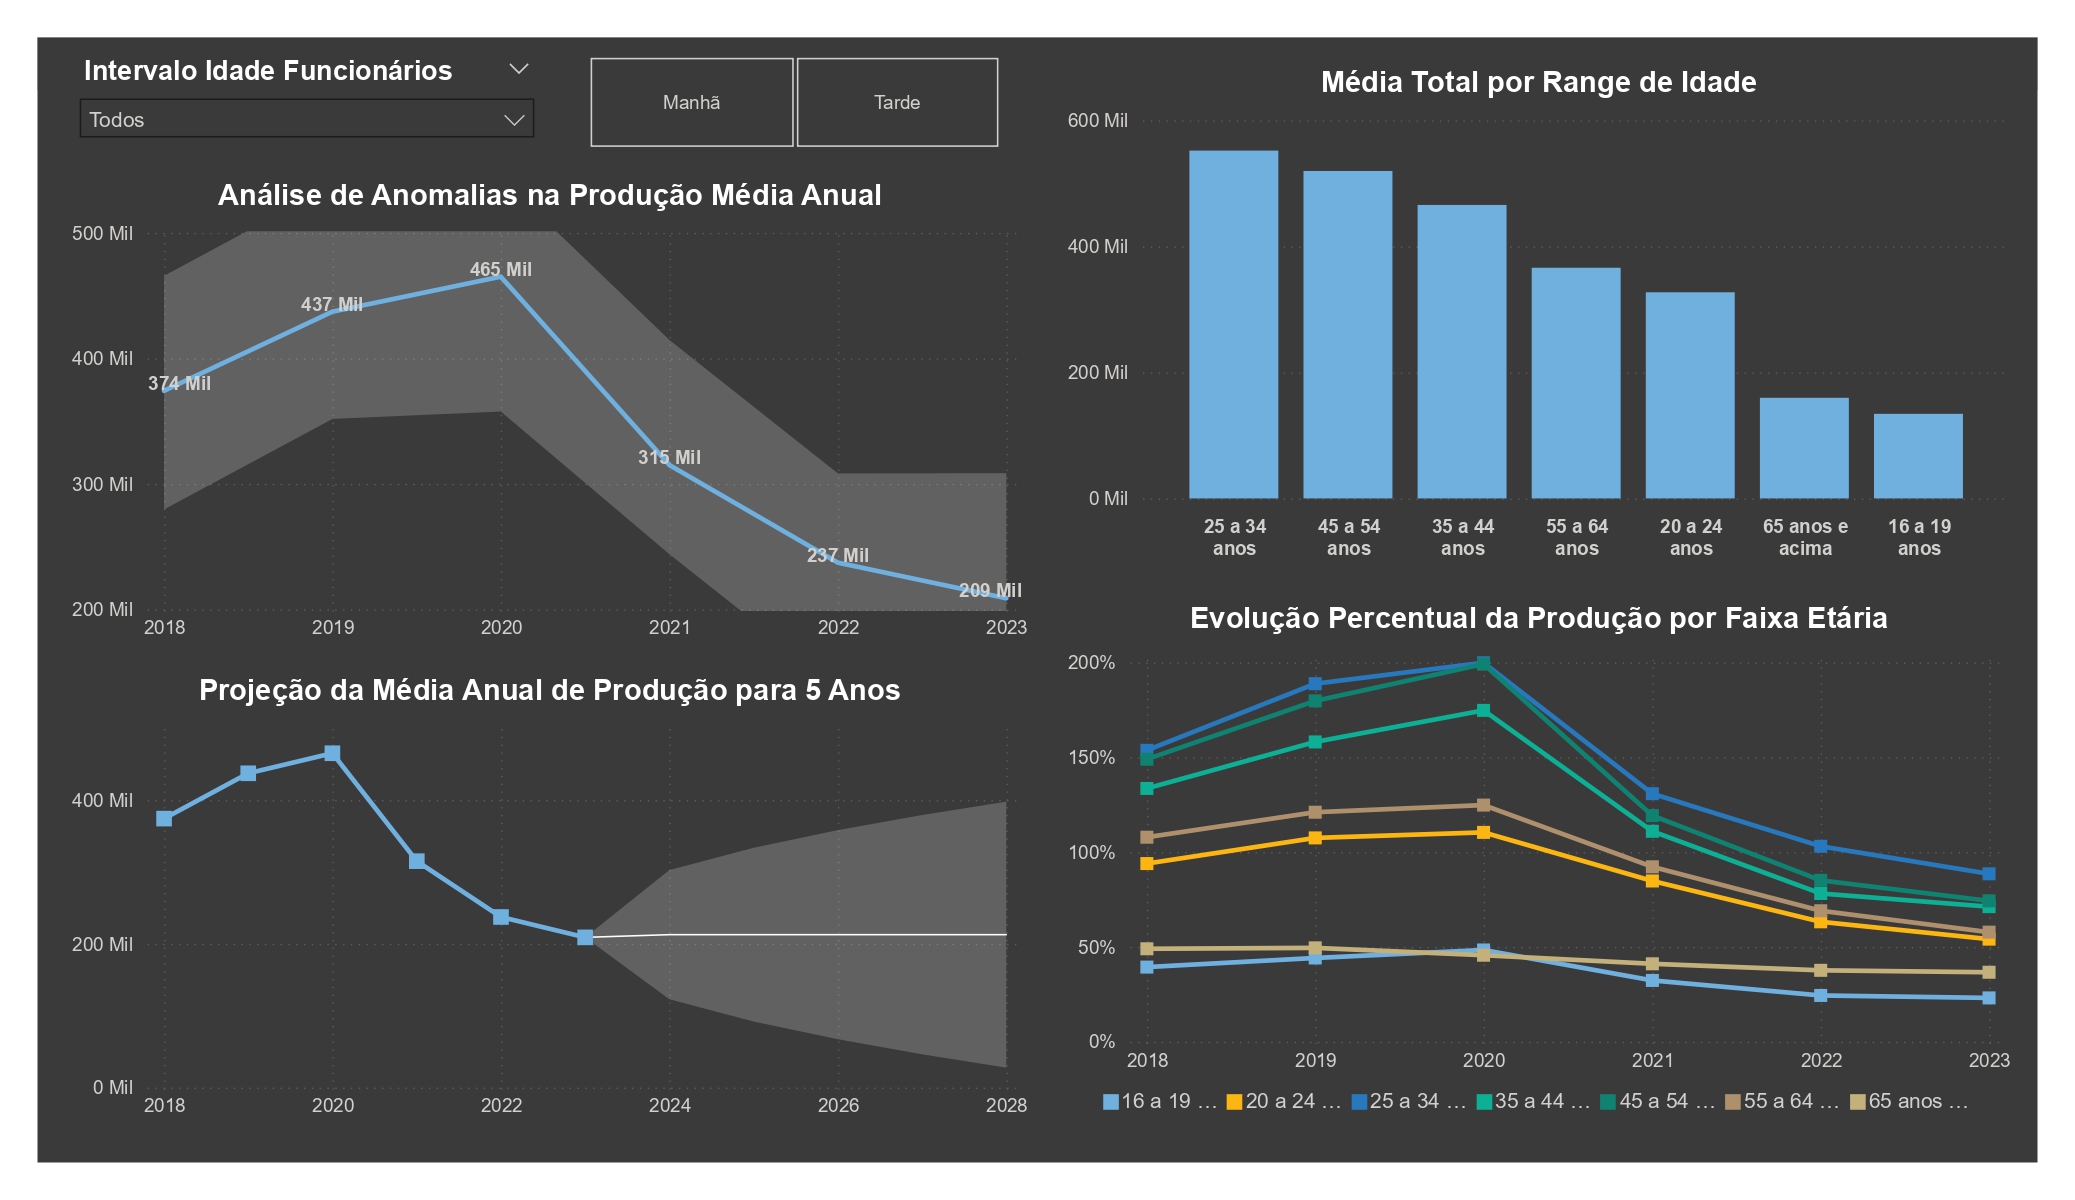 Intervalo Idade Funcionários
Todos
Manhã
Tarde
Análise de Anomalias na Produção Média Anual
500 Mil
400 Mil
300 Mil
200 Mil
374 Mil
437 Mil
465 Mil
315 Mil
237 Mil
209 Mil
2018 2019 2020 2021 2022 2023
Projeção da Média Anual de Produção para 5 Anos
400 Mil
200 Mil
0 Mil
2018 2020 2022 2024 2026 2028
Média Total por Range de Idade
600 Mil
400 Mil
200 Mil
0 Mil
25 a 34
anos
45 a 54
anos
35 a 44
anos
55 a 64
anos
20 a 24
anos
65 anos e
acima
16 a 19
anos
Evolução Percentual da Produção por Faixa Etária
200%
150%
100%
50%
0%
2018 2019 2020 2021 2022 2023
16 a 19 ... 20 a 24 ... 25 a 34 ... 35 a 44 ... 45 a 54 ... 55 a 64 ... 65 anos ...